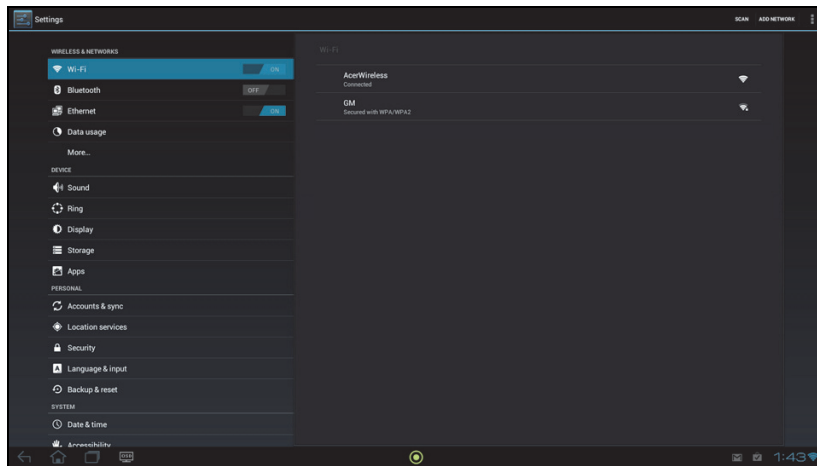 Settings
SCAN ADD NETWORK
WIRELESS & NETWORKS
Wi-Fi ON
Bluetooth OFF
Ethernet ON
Data usage
More...
DEVICE
Sound
Ring
Display
Storage
Apps
PERSONAL
Accounts & sync
Location services
Security
A Language & input
Backup & reset
SYSTEM
Date & time
Accessibility
Wi-Fi
AcerWireless
Connected
GM
Secured with WPA/WPA2
1:43